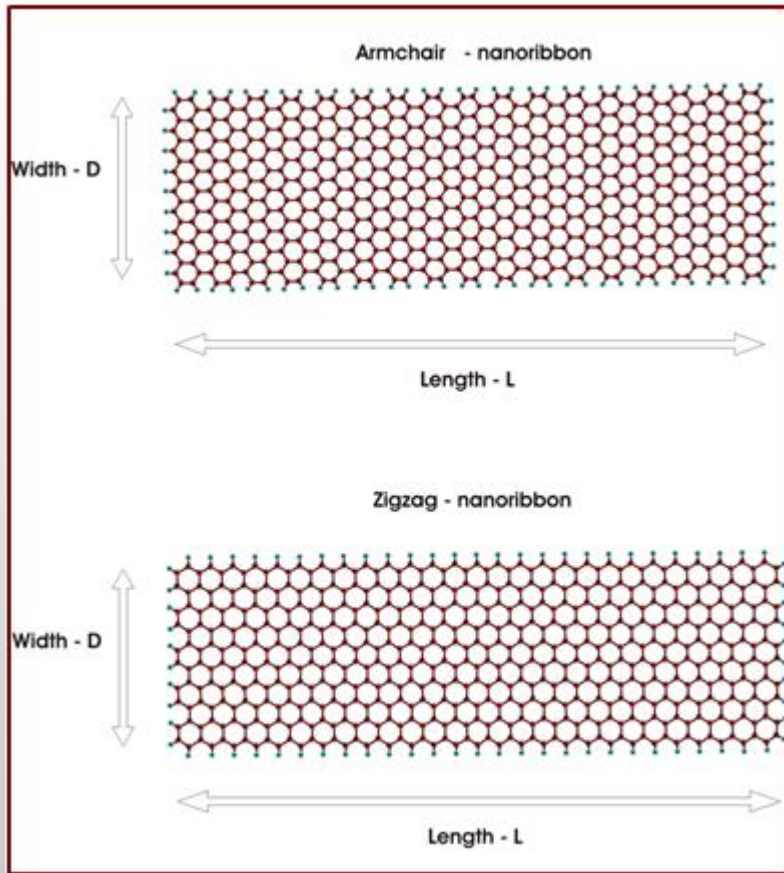 Armchair - nanoribbon
Width - D
Length - L
Zigzag - nanoribbon
Width - D
Length - L